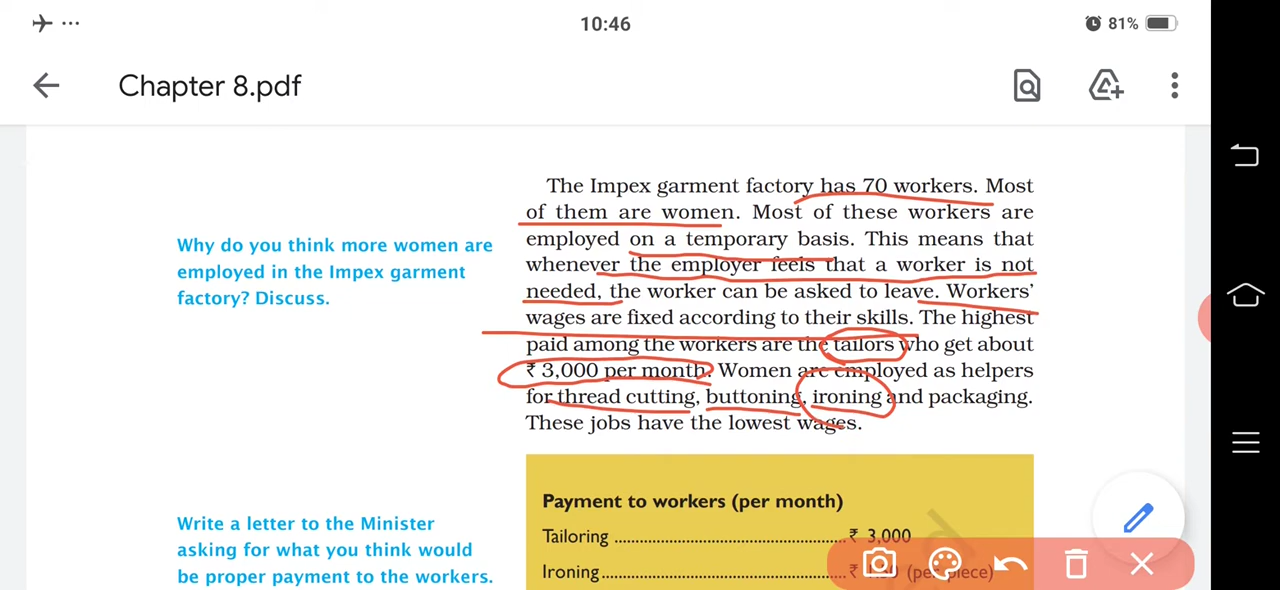 10:46
81%
Chapter 8.pdf
The Impex garment factory has 70 workers. Most
of them are women. Most of these workers are
employed on a temporary basis. This means that
whenever the employer feels that a worker is not
needed, the worker can be asked to leave. Workers'
wages are fixed according to their skills. The highest
paid among the workers are the tailors who get about
₹ 3,000 per month. Women are employed as helpers
for thread cutting, buttoning, ironing and packaging.
These jobs have the lowest wages.
Why do you think more women are
employed in the Impex garment
factory? Discuss.
Payment to workers (per month)
Tailoring ........................................................ ₹ 3,000
Ironing........................................................... ₹ (per piece)
Write a letter to the Minister
asking for what you think would
be proper payment to the workers.